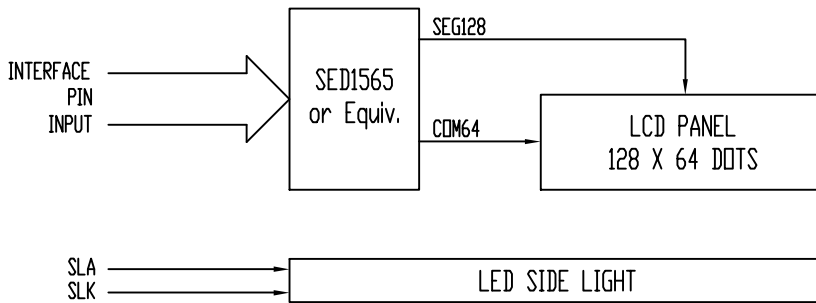 SEG128
INTERFACE
PIN
INPUT
SED1565
or Equiv.
COM64
LCD PANEL
128 X 64 DOTS
SLA
SLK
LED SIDE LIGHT